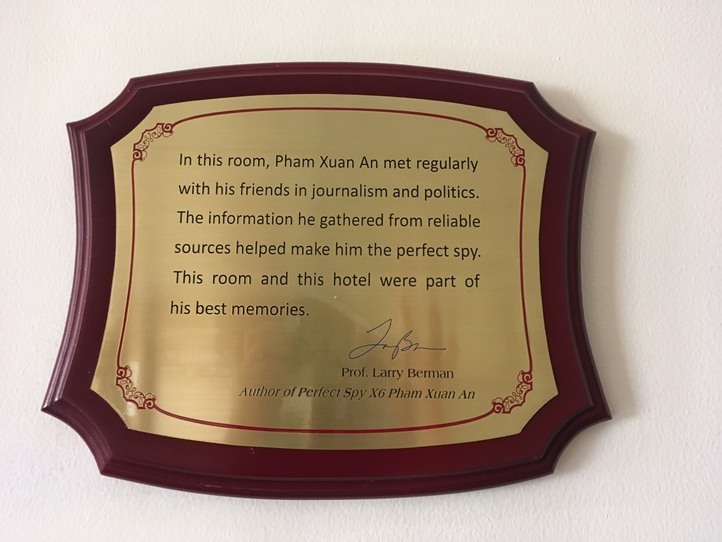 In this room, Pham Xuan An met regularly
with his friends in journalism and politics.
The information he gathered from reliable
sources helped make him the perfect spy.
This room and this hotel were part of
his best memories.
Prof. Larry Berman
Author of Perfect Spy X6 Pham Xuan An